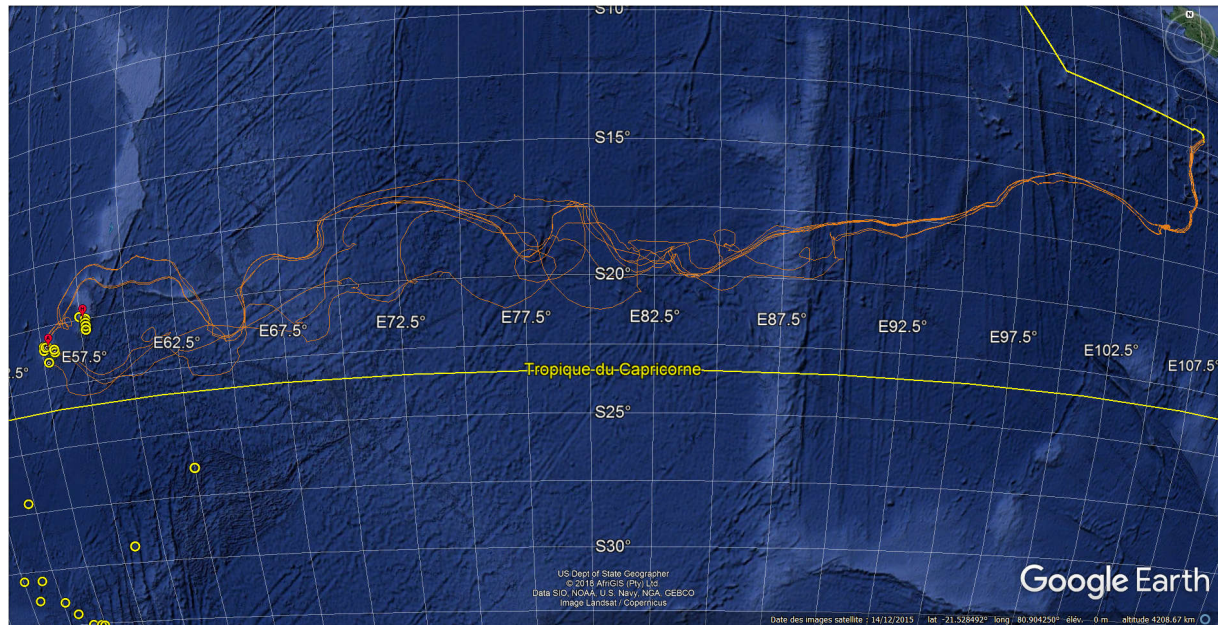 S10°
N
S15°
S20°
E67.5°
E72.5°
E77.5°
E82.5°
E87.5°
E92.5°
E97.5°
E102.5°
E107.5°
E62.5°
E57.5°
2.5°
Tropique du Capricorne
S25°
S30°
US Dept of State Geographer
© 2018 AfriGIS (Pty) Ltd
Data SIO, NOAA, U.S. Navy, NGA, GEBCO
Image Landsat / Copernicus
Google Earth
Date des images satellite : 14/12/2015 lat -21.528492° long 80.904250° élév. 0 m altitude 4208.67 km